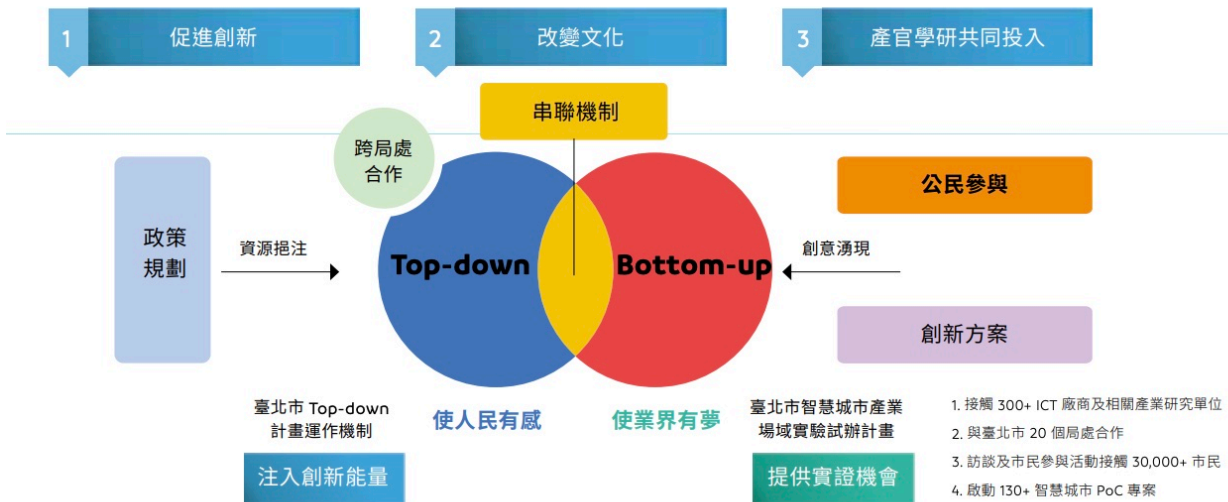 1 促進創新
2 改變文化
3 產官學研共同投入
串聯機制
跨局處
合作
政策
規劃
資源挹注
Top-down
Bottom-up
創意湧現
公民參與
創新方案
臺北市 Top-down
計畫運作機制
注入創新能量
使人民有感
使業界有夢
臺北市智慧城市產業
場域實驗試辦計畫
提供實證機會
1. 接觸 300+ ICT 廠商及相關產業研究單位
2. 與臺北市 20 個局處合作
3. 訪談及市民參與活動接觸 30,000+ 市民
4. 啟動 130+ 智慧城市 PoC 專案